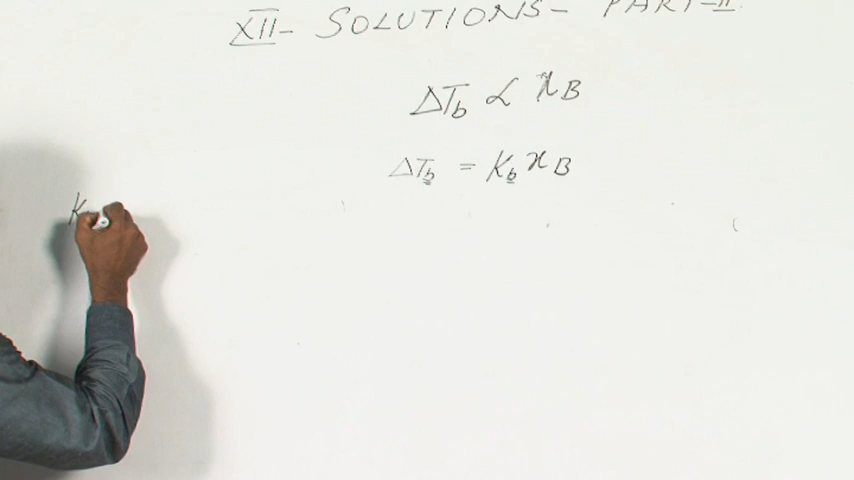 XII- SOLUTIONS- PART-II
ΔTb ∝ xB
ΔTb = Kb xB
K